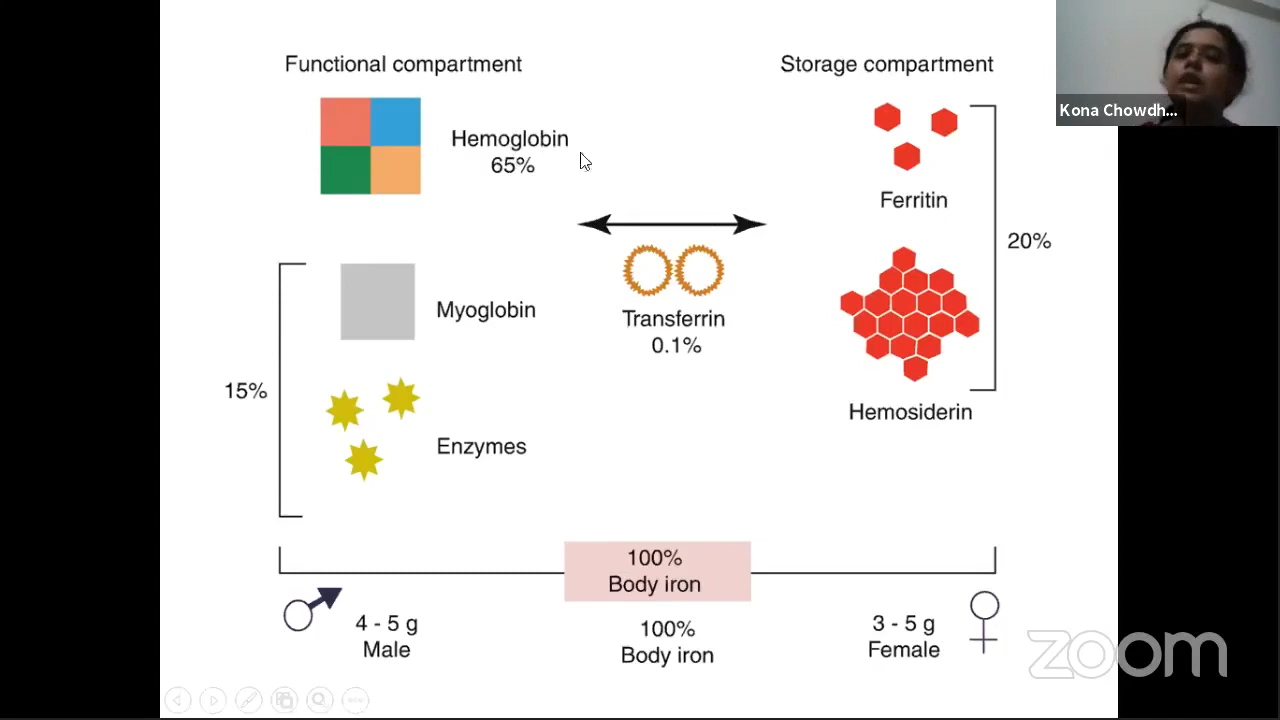 Functional compartment
Storage compartment
Kona Chowdh...
Hemoglobin
65%
Ferritin
20%
Myoglobin
Transferrin
0.1%
15%
Hemosiderin
Enzymes
100%
Body iron
4 - 5 g
Male
100%
Body iron
3 - 5 g
Female
zoom